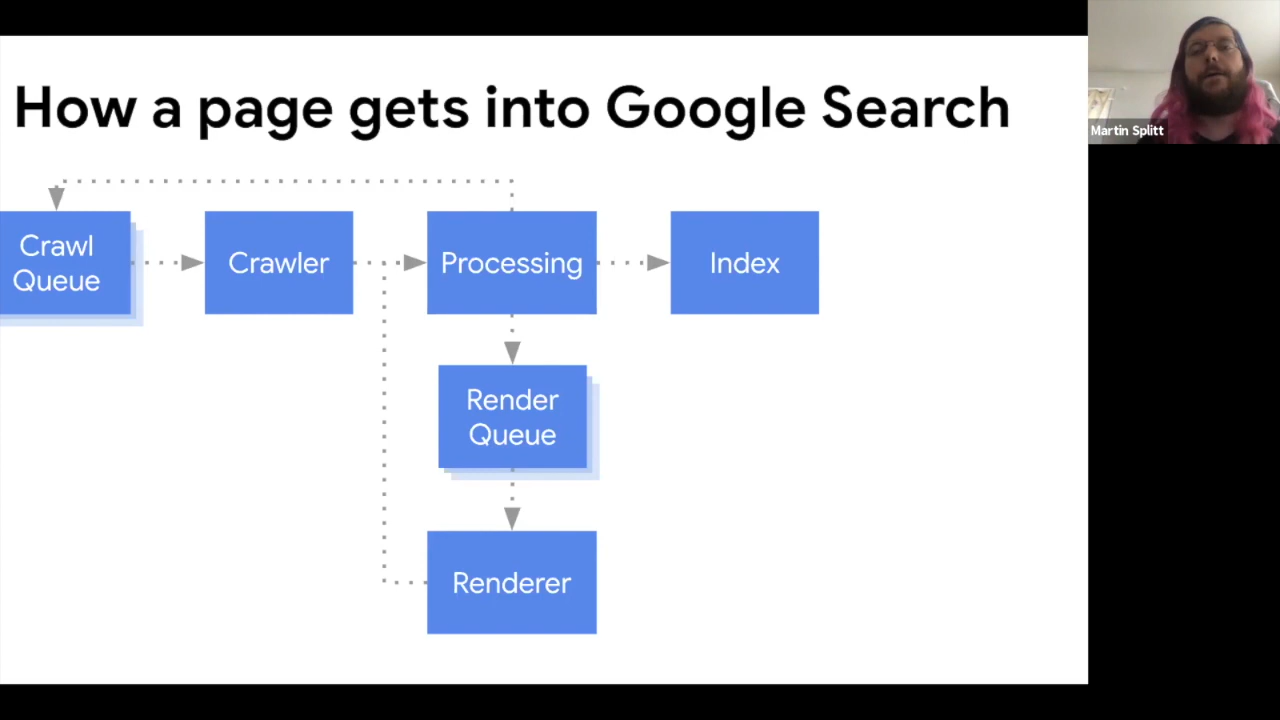 How a page gets into Google Search
Martin Splitt
Crawl
Queue
Crawler
Processing
Index
Render
Queue
Renderer